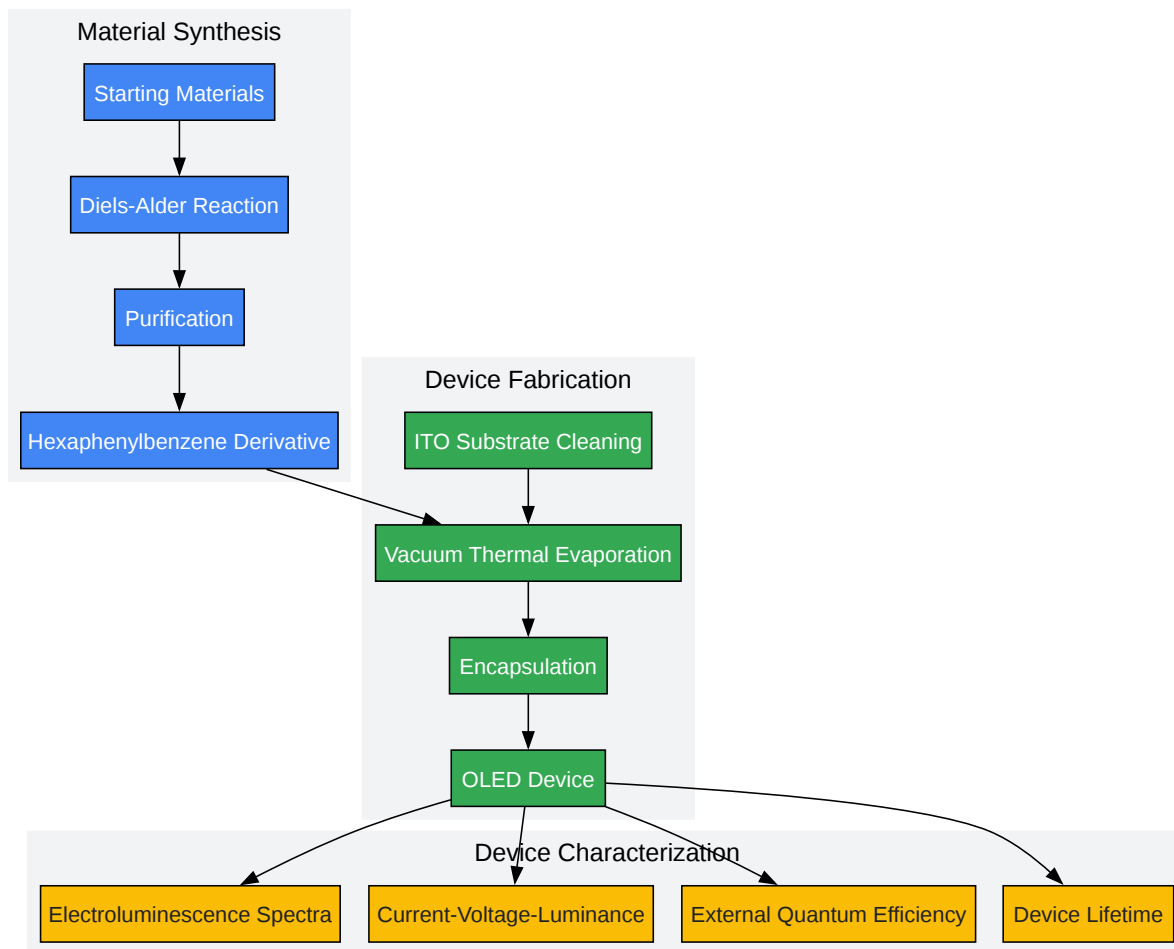 Material Synthesis
Starting Materials
Diels-Alder Reaction
Purification
Hexaphenylbenzene Derivative
Device Fabrication
ITO Substrate Cleaning
Vacuum Thermal Evaporation
Encapsulation
OLED Device
Device Characterization
Electroluminescence Spectra
Current-Voltage-Luminance
External Quantum Efficiency
Device Lifetime